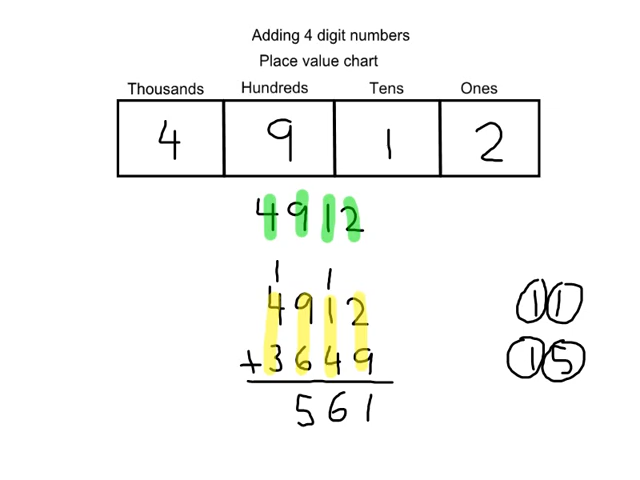 Adding 4 digit numbers
Place value chart
Thousands Hundreds Tens Ones
4 9 1 2
4912
1 1
4912
+3649
561
11
15